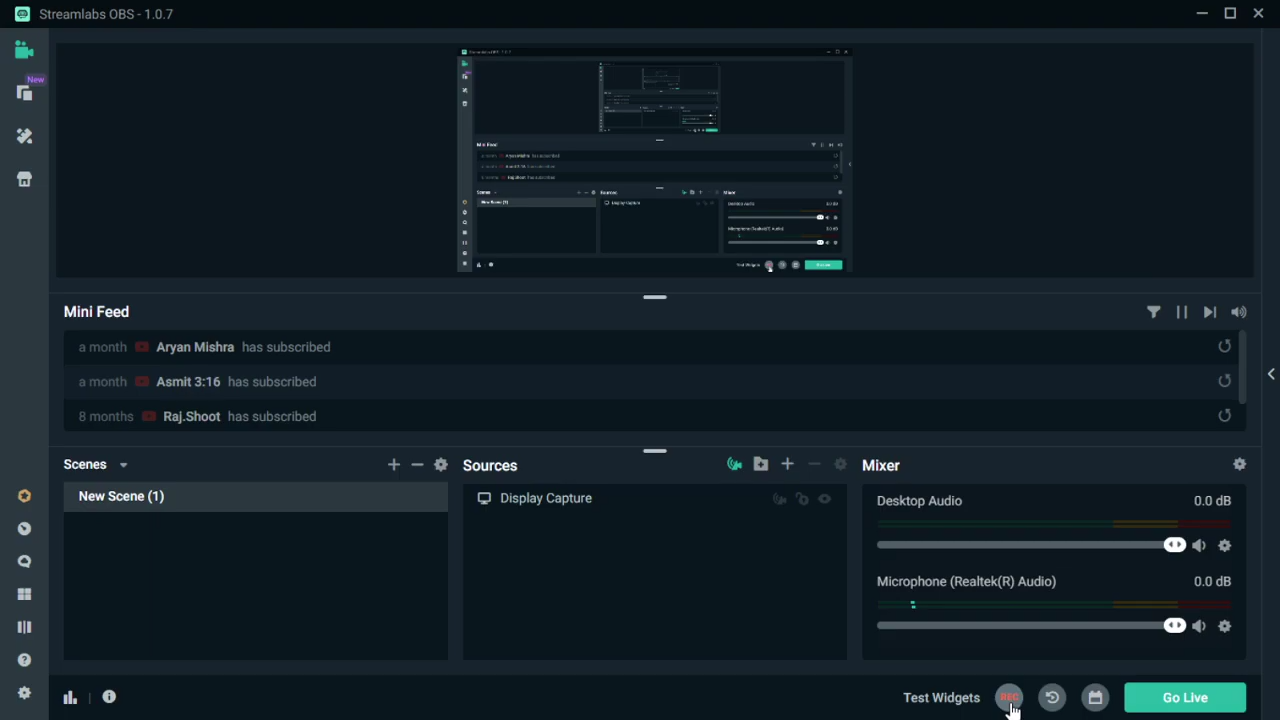 Streamlabs OBS - 1.0.7
New
Mini Feed
a month Aryan Mishra has subscribed
a month Asmit 3:16 has subscribed
8 months Raj.Shoot has subscribed
Scenes
New Scene (1)
Sources
Display Capture
Mixer
Desktop Audio 0.0 dB
Microphone (Realtek(R) Audio) 0.0 dB
Test Widgets REC Go Live